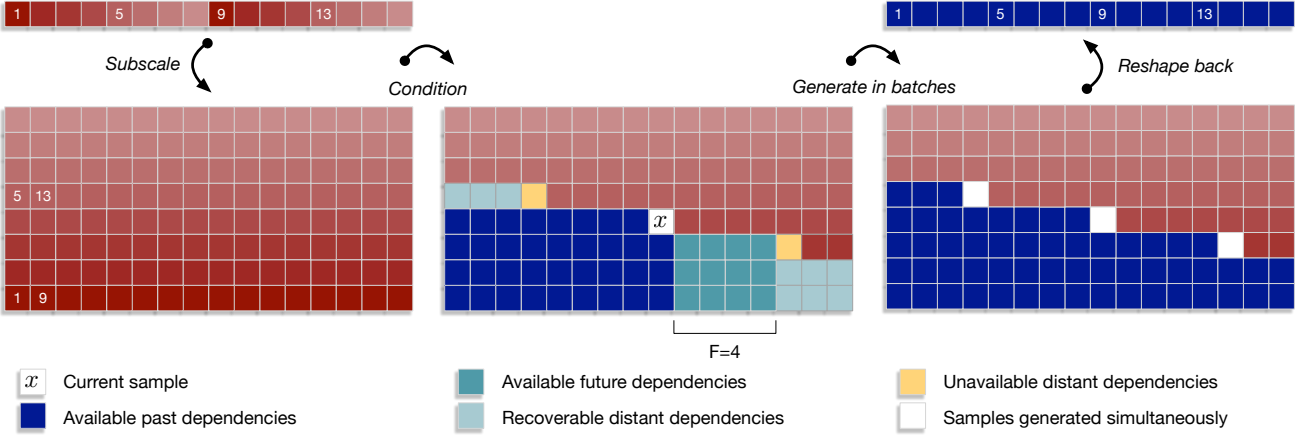 1 5 9 13
1 5 9 13
Subscale
Condition
Generate in batches
Reshape back
5 13
x
1 9
F=4
x Current sample
Available future dependencies
Unavailable distant dependencies
Available past dependencies
Recoverable distant dependencies
Samples generated simultaneously